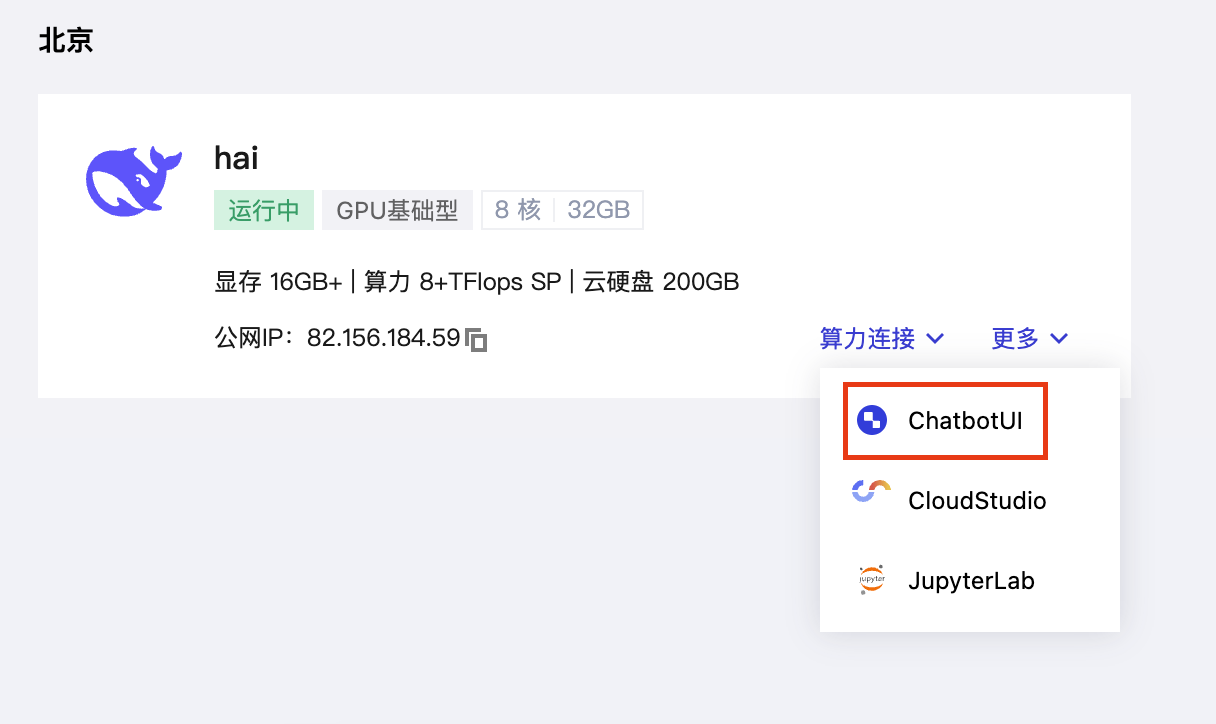 北京
hai
运行中 GPU基础型 8 核 | 32GB
显存 16GB+ | 算力 8+TFlops SP | 云硬盘 200GB
公网IP：82.156.184.59
算力连接 更多
ChatbotUI
CloudStudio
jupyter
JupyterLab